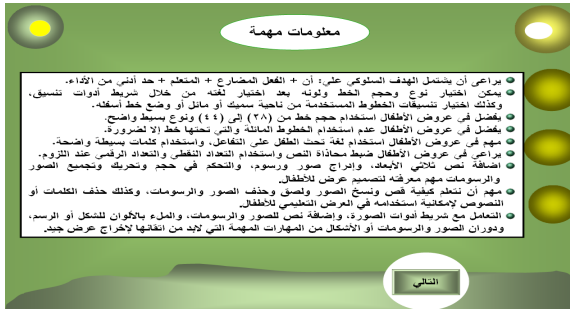 معلومات مهمة
يراعى أن يشتمل الهدف السلوكي علي: أن + الفعل المضارع + المتعلم + حد أدني من الأداء.
يمكن اختيار نوع وحجم الخط ولونه بعد اختيار لغته من خلال شريط أدوات تنسيق،
وكذلك اختيار تنسيقات الخطوط المستخدمة من ناحية سميك أو مائل أو وضع خط أسفله.
يفضل في عروض الأطفال استخدام حجم خط من (٢٨) إلى (٤٤) ونوع بسيط واضح.
يفضل في عروض الأطفال عدم استخدام الخطوط المائلة والتي تحتها خط إلا لضرورة.
مهم في عروض الأطفال استخدام لغة تحث الطفل علي التفاعل، واستخدام كلمات بسيطة واضحة.
يراعي في عروض الأطفال ضبط محاذاة النص واستخدام التعداد النقطي والتعداد الرقمي عند اللزوم.
اضافة نص ثلاثي الأبعاد، وإدراج صور ورسوم، والتحكم في حجم وتحريك وتجميع الصور
والرسومات مهم معرفته لتصميم عرض للأطفال.
مهم أن نتعلم كيفية قص ونسخ الصور ولصق وحذف الصور والرسومات، وكذلك حذف الكلمات أو
النصوص لإمكانية استخدامه في العرض التعليمي للأطفال.
التعامل مع شريط أدوات الصورة، وإضافة نص للصور والرسومات، والملء بالألوان للشكل أو الرسم،
ودوران الصور والرسومات أو الأشكال من المهارات المهمة التي لابد من اتقانها لإخراج عرض جيد.
التالي